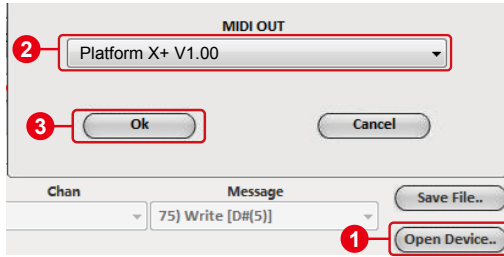 MIDI OUT
2 Platform X+ V1.00
3 Ok Cancel
Chan Message
Save File..
75) Write [D#(5)]
1 Open Device..